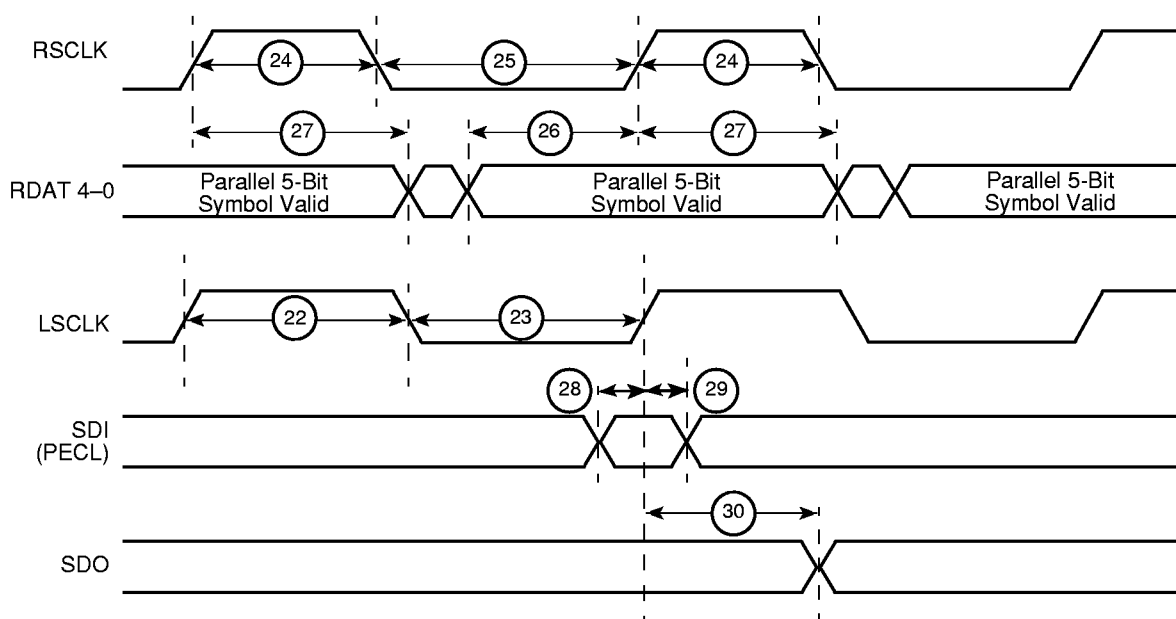 RSCLK
24
25
24
27
26
27
RDAT 4–0
Parallel 5-Bit
Symbol Valid
Parallel 5-Bit
Symbol Valid
Parallel 5-Bit
Symbol Valid
LSCLK
22
23
28
29
SDI
(PECL)
30
SDO